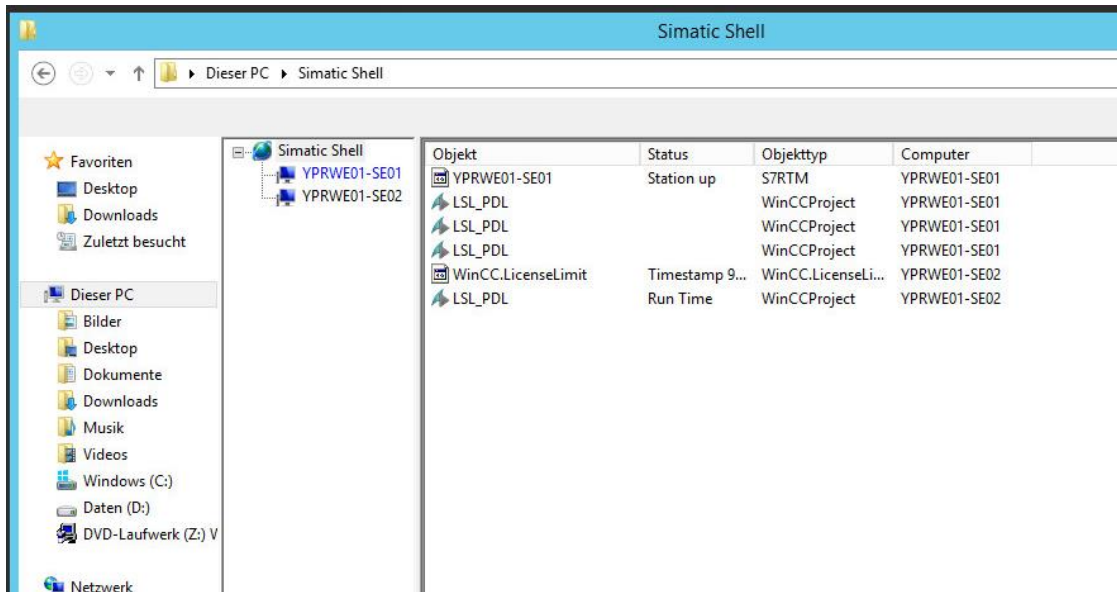 Simatic Shell
Dieser PC Simatic Shell
Favoriten
Desktop
Downloads
Zuletzt besucht
Dieser PC
Bilder
Desktop
Dokumente
Downloads
Musik
Videos
Windows (C:)
Daten (D:)
DVD-Laufwerk (Z:) V
Netzwerk
Simatic Shell
YPRWE01-SE01
YPRWE01-SE02
Objekt Status Objekttyp Computer
YPRWE01-SE01 Station up S7RTM YPRWE01-SE01
LSL_PDL WinCCProject YPRWE01-SE01
LSL_PDL WinCCProject YPRWE01-SE01
LSL_PDL WinCCProject YPRWE01-SE01
WinCC.LicenseLimit Timestamp 9... WinCC.LicenseLi... YPRWE01-SE02
LSL_PDL Run Time WinCCProject YPRWE01-SE02